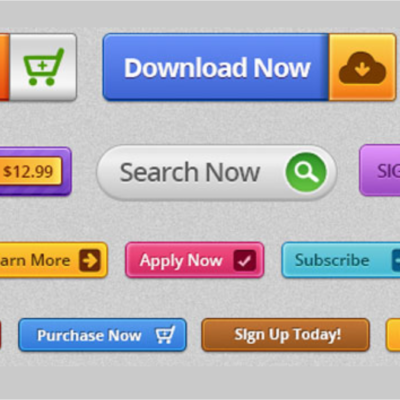 Download Now
$12.99
Search Now
SIG
arn More
Apply Now
Subscribe
Purchase Now
Sign Up Today!